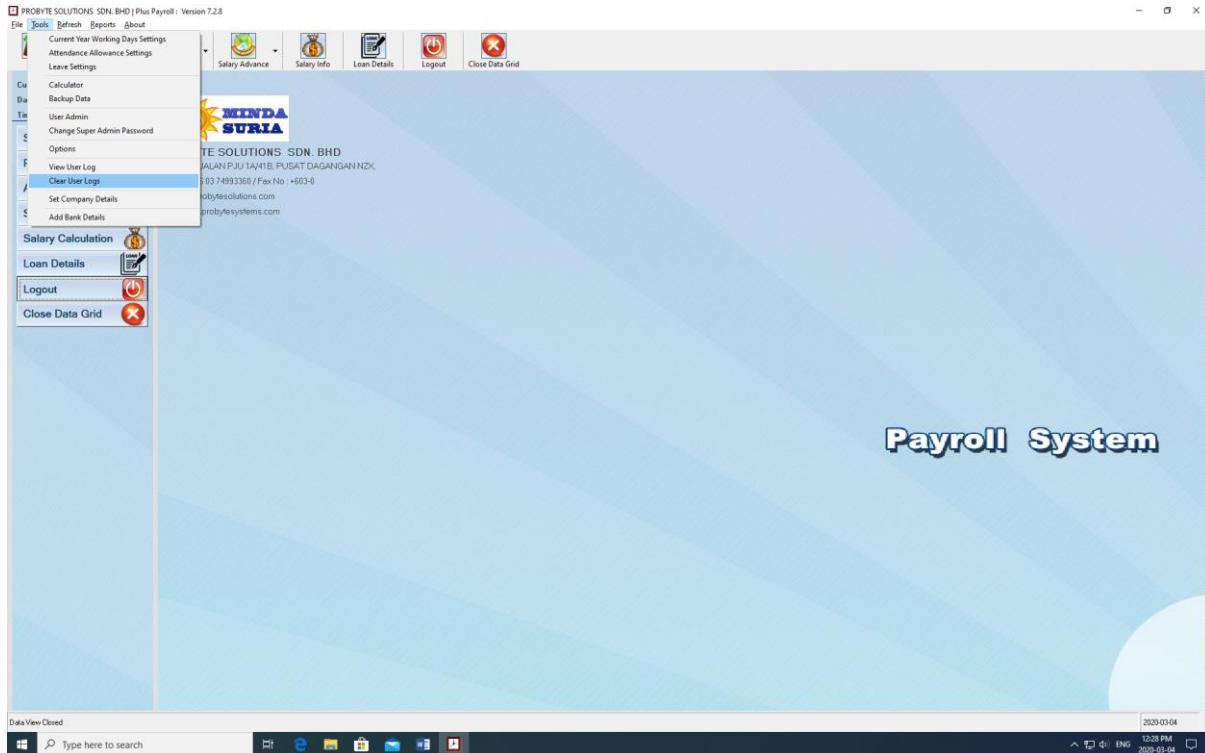 PROBYTE SOLUTIONS SDN. BHD | Plus Payroll : Version 7.2.8
File Tools Refresh Reports About
Current Year Working Days Settings
Attendance Allowance Settings
Leave Settings
Calculator
Backup Data
User Admin
Change Super Admin Password
Options
View User Log
Clear User Logs
Set Company Details
Add Bank Details
Salary Advance Salary Info Loan Details Logout Close Data Grid
Cu
Da
Tim
MINDA
SURIA
TE SOLUTIONS SDN. BHD
JALAN PJU 1A/41B, PUSAT DAGANGAN NZX,
03 74993360 / Fax No : +603-0
obytesolutions.com
probytesystems.com
Salary Calculation
Loan Details
Logout
Close Data Grid
Payroll System
Data View Closed
2020-03-04
Type here to search
ENG
12:28 PM
2020-03-04